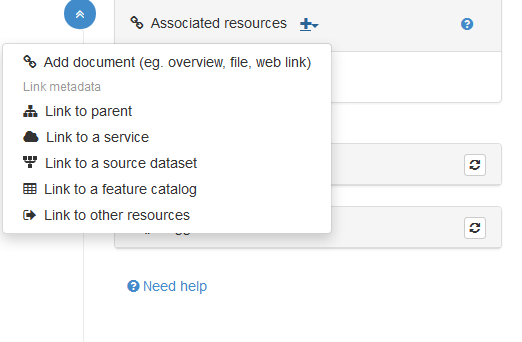 Associated resources
Add document (eg. overview, file, web link)
Link metadata
Link to parent
Link to a service
Link to a source dataset
Link to a feature catalog
Link to other resources
Need help